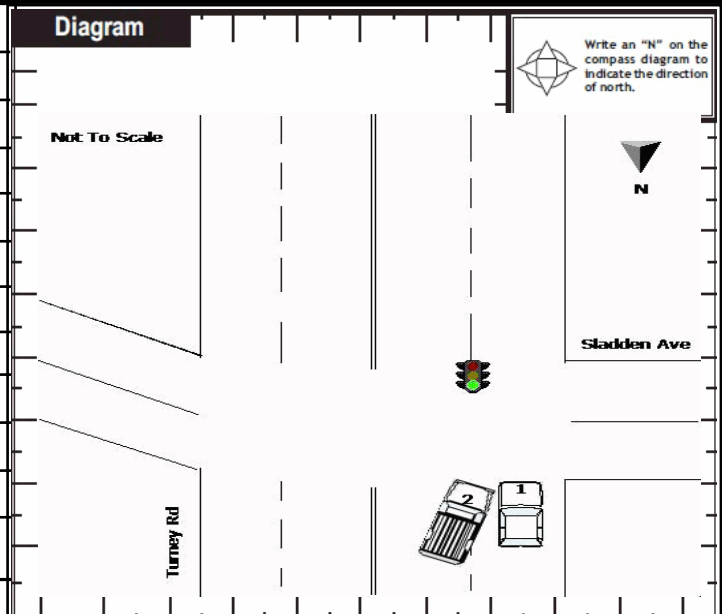 Diagram
Write an "N" on the
compass diagram to
indicate the direction
of north.
Not To Scale
N
Sladden Ave
Turney Rd
2
1